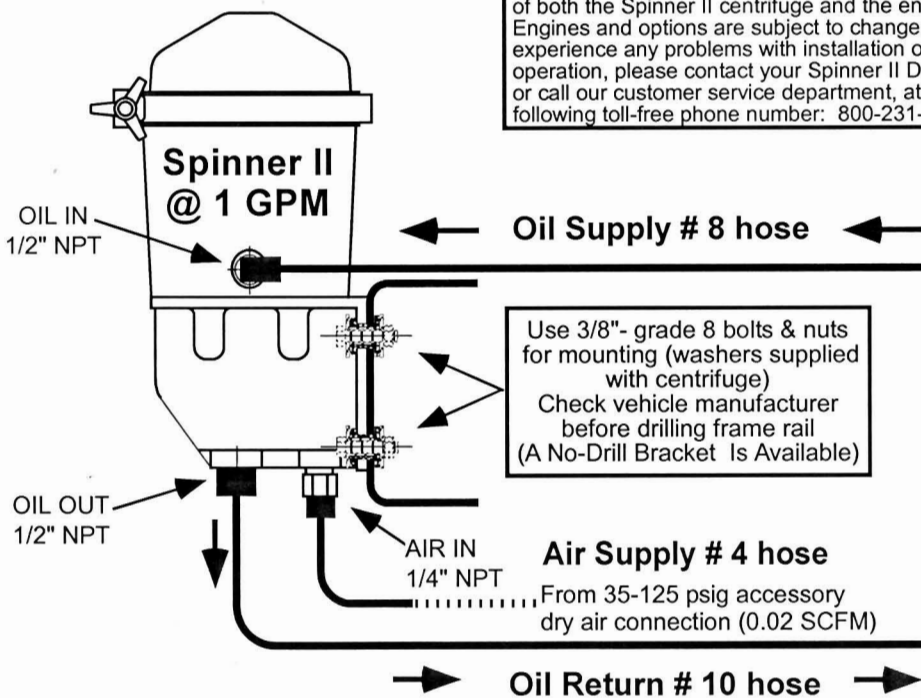 of both the Spinner II centrifuge and the en
Engines and options are subject to change
experience any problems with installation o
operation, please contact your Spinner II D
or call our customer service department, at
following toll-free phone number: 800-231-
Spinner II
@ 1 GPM
OIL IN
1/2" NPT
Oil Supply # 8 hose
Use 3/8"- grade 8 bolts & nuts
for mounting (washers supplied
with centrifuge)
Check vehicle manufacturer
before drilling frame rail
(A No-Drill Bracket Is Available)
OIL OUT
1/2" NPT
AIR IN
1/4" NPT
Air Supply # 4 hose
From 35-125 psig accessory
dry air connection (0.02 SCFM)
Oil Return # 10 hose